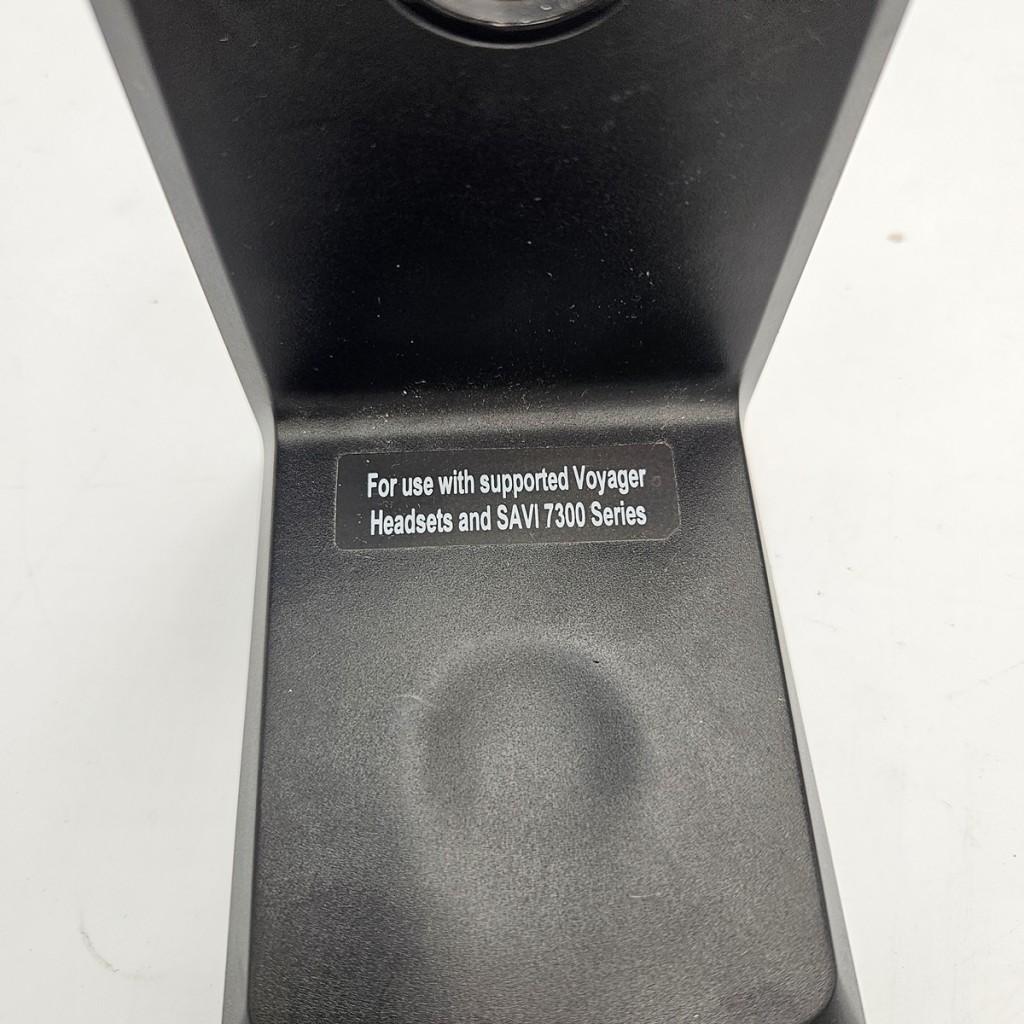 For use with supported Voyager
Headsets and SAVI 7300 Series